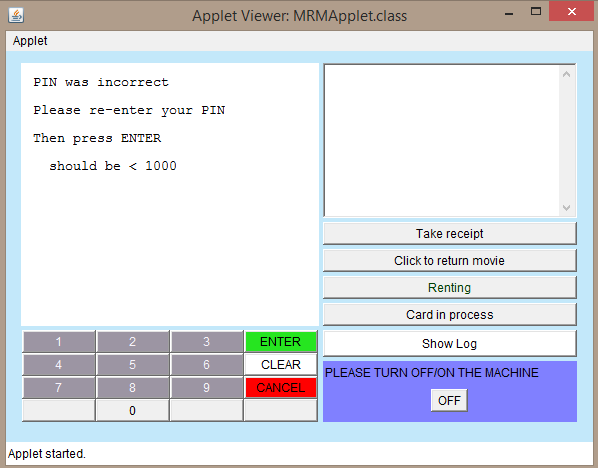 Applet Viewer: MRMApplet.class
Applet
PIN was incorrect
Please re-enter your PIN
Then press ENTER
should be < 1000
Take receipt
Click to return movie
Renting
Card in process
Show Log
1 2 3 ENTER
4 5 6 CLEAR
7 8 9 CANCEL
0
PLEASE TURN OFF/ON THE MACHINE
OFF
Applet started.